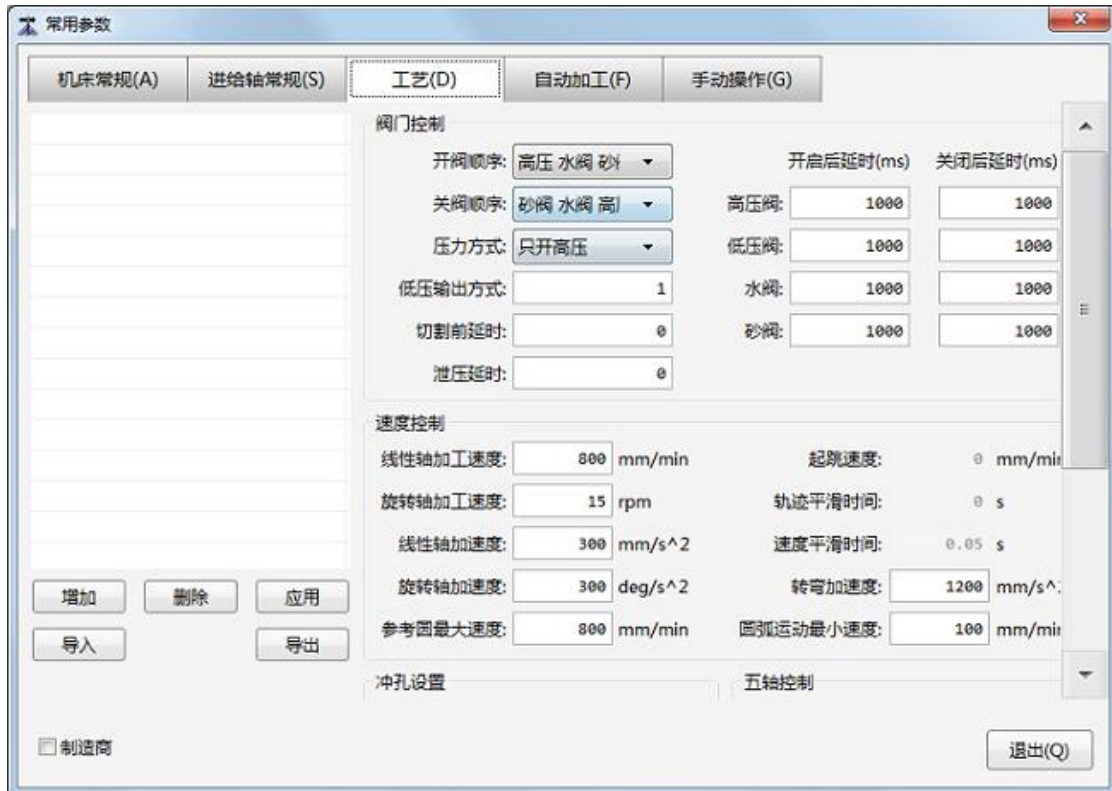 常用参数
机床常规(A) 进给轴常规(S) 工艺(D) 自动加工(F) 手动操作(G)
阀门控制
开阀顺序: 高压 水阀 开启后延时(ms) 关闭后延时(ms)
关阀顺序: 砂阀 水阀 高压阀: 1000 1000
压力方式: 只开高压 低压阀: 1000 1000
低压输出方式: 1 水阀: 1000 1000
切割前延时: 0 砂阀: 1000 1000
泄压延时: 0
速度控制
线性轴加工速度: 800 mm/min 起跳速度: 0 mm/min
旋转轴加工速度: 15 rpm 轨迹平滑时间: 0 s
线性轴加速度: 300 mm/s^2 速度平滑时间: 0.05 s
旋转轴加速度: 300 deg/s^2 转弯加速度: 1200 mm/s^
参考圆最大速度: 800 mm/min 圆弧运动最小速度: 100 mm/min
增加 删除 应用
导入 导出
冲孔设置 五轴控制
制造商
退出(Q)